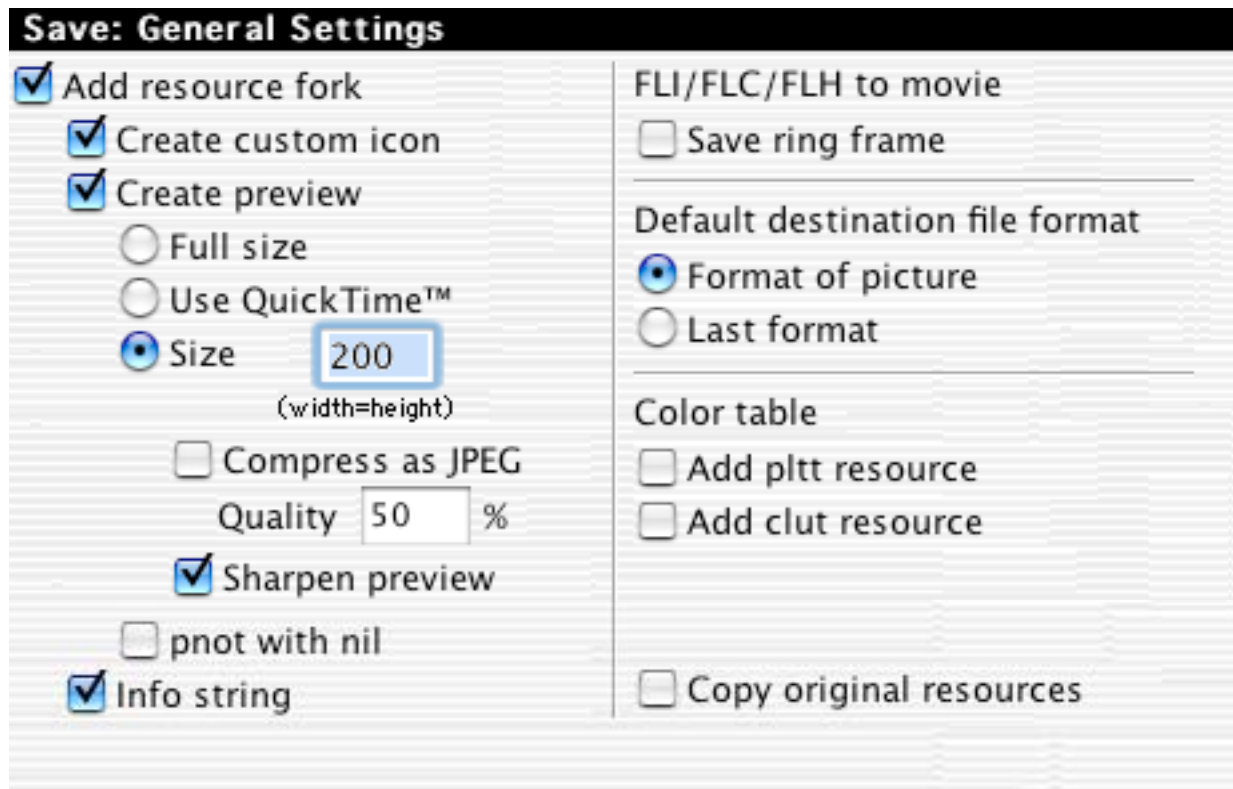 Save: General Settings
Add resource fork
Create custom icon
Create preview
Full size
Use QuickTime™
Size 200
(width=height)
Compress as JPEG
Quality 50 %
Sharpen preview
pnot with nil
Info string
FLI/FLC/FLH to movie
Save ring frame
Default destination file format
Format of picture
Last format
Color table
Add pltt resource
Add clut resource
Copy original resources